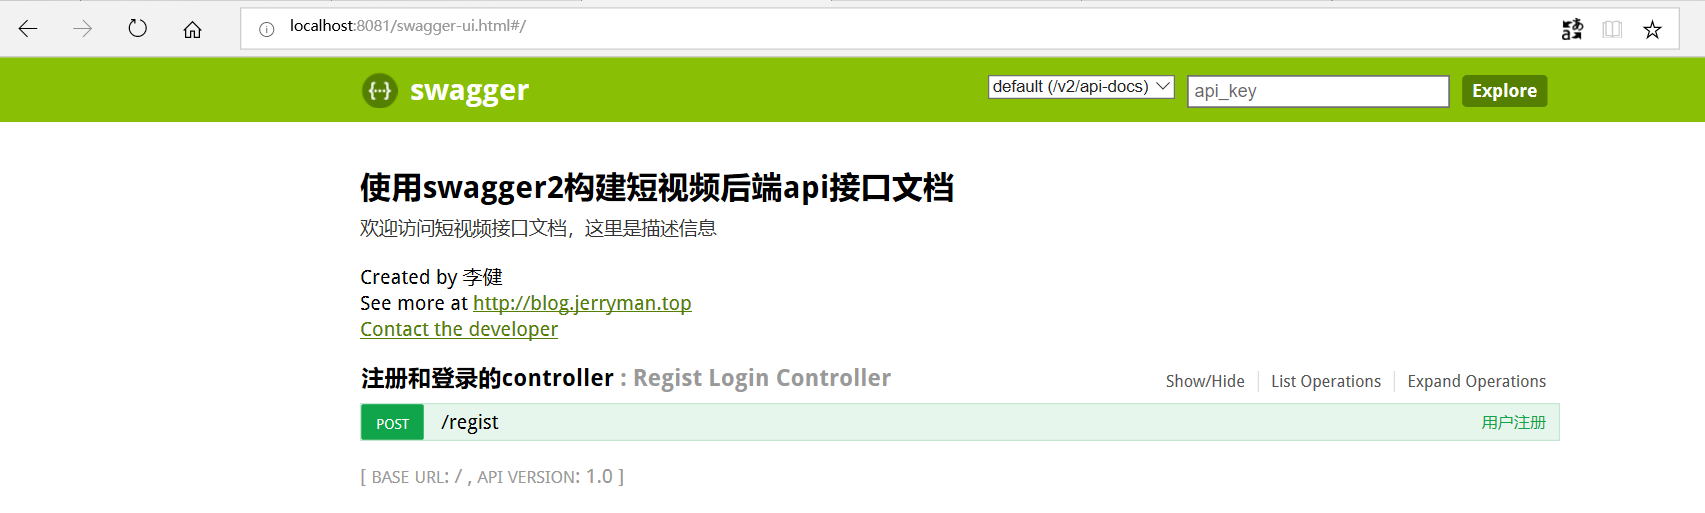 localhost:8081/swagger-ui.html#/
swagger
default (/v2/api-docs)
api_key
Explore
使用swagger2构建短视频后端api接口文档
欢迎访问短视频接口文档，这里是描述信息
Created by 李健
See more at http://blog.jerryman.top
Contact the developer
注册和登录的controller : Regist Login Controller
Show/Hide
List Operations
Expand Operations
POST
/regist
用户注册
[ BASE URL: / , API VERSION: 1.0 ]